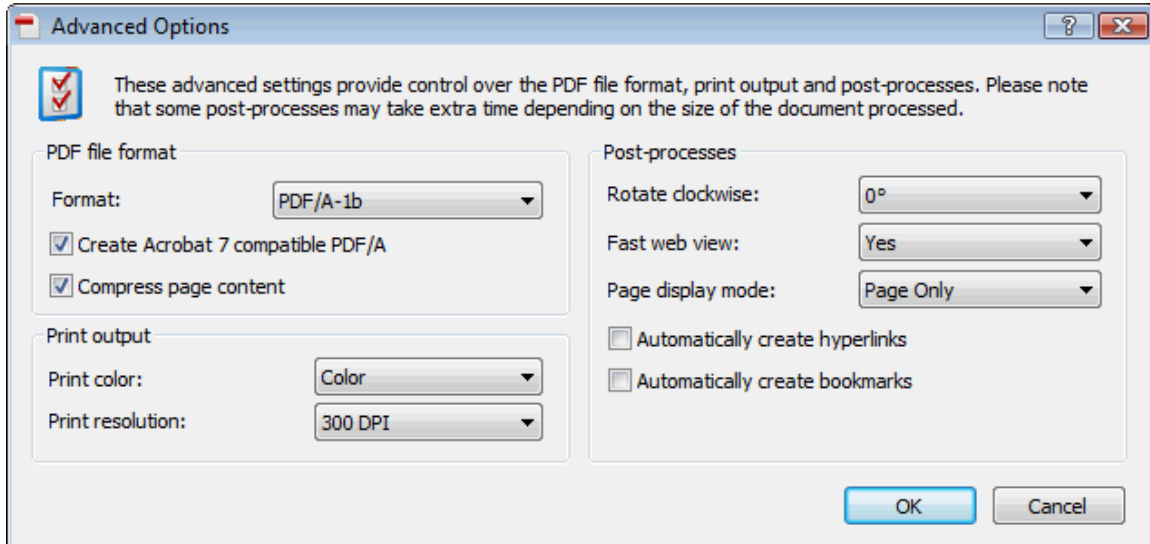 Advanced Options
These advanced settings provide control over the PDF file format, print output and post-processes. Please note
that some post-processes may take extra time depending on the size of the document processed.
PDF file format
Format: PDF/A-1b
Create Acrobat 7 compatible PDF/A
Compress page content
Print output
Print color: Color
Print resolution: 300 DPI
Post-processes
Rotate clockwise: 0°
Fast web view: Yes
Page display mode: Page Only
Automatically create hyperlinks
Automatically create bookmarks
OK
Cancel